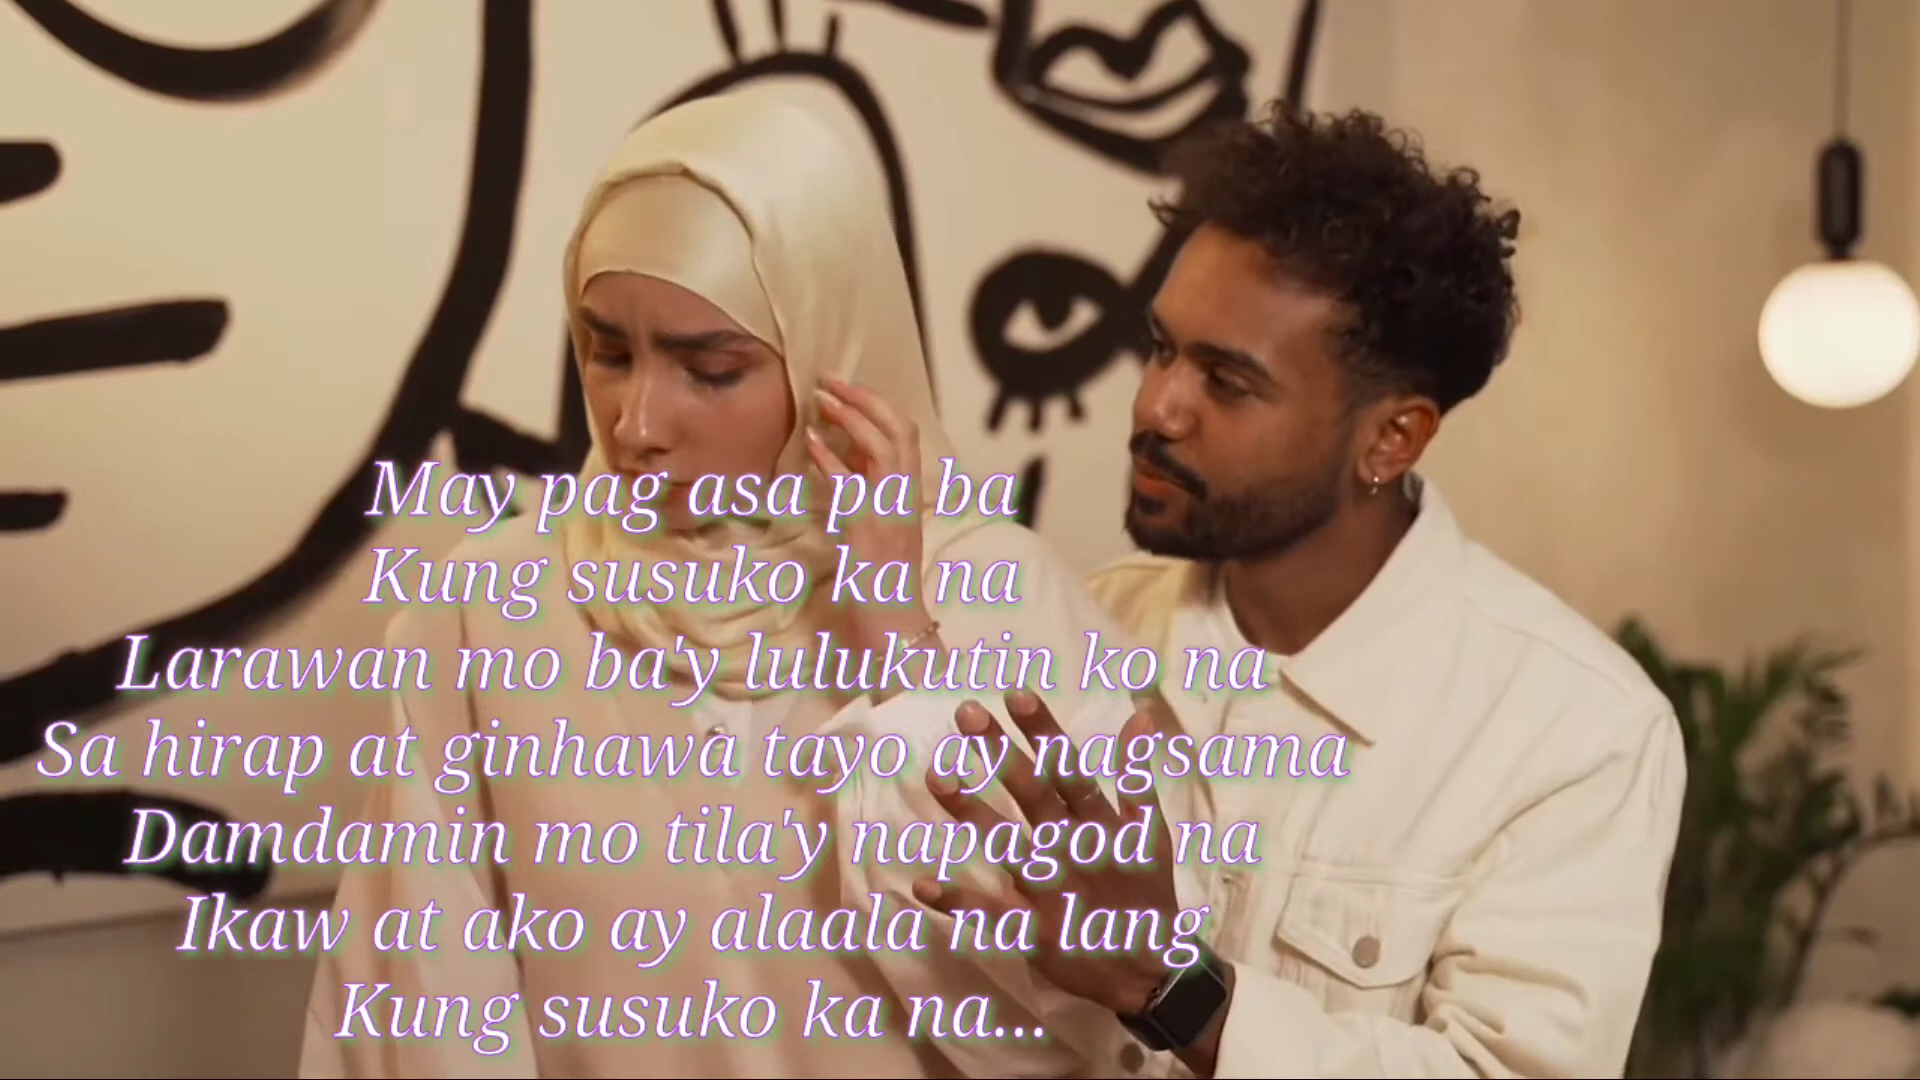 May pag asa pa ba
Kung susuko ka na
Larawan mo ba'y lulukutin ko na
Sa hirap at ginhawa tayo ay nagsama
Damdamin mo tila'y napagod na
Ikaw at ako ay alaala na lang
Kung susuko ka na...